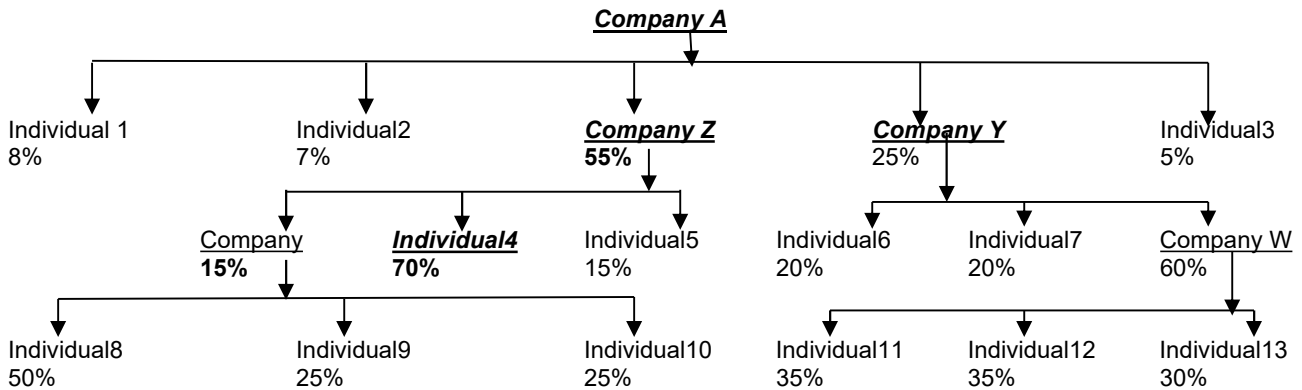 Company A
Individual 1 Individual2 Company Z Company Y Individual3
8% 7% 55% 25% 5%
Company Individual4 Individual5 Individual6 Individual7 Company W
15% 70% 15% 20% 20% 60%
Individual8 Individual9 Individual10 Individual11 Individual12 Individual13
50% 25% 25% 35% 35% 30%